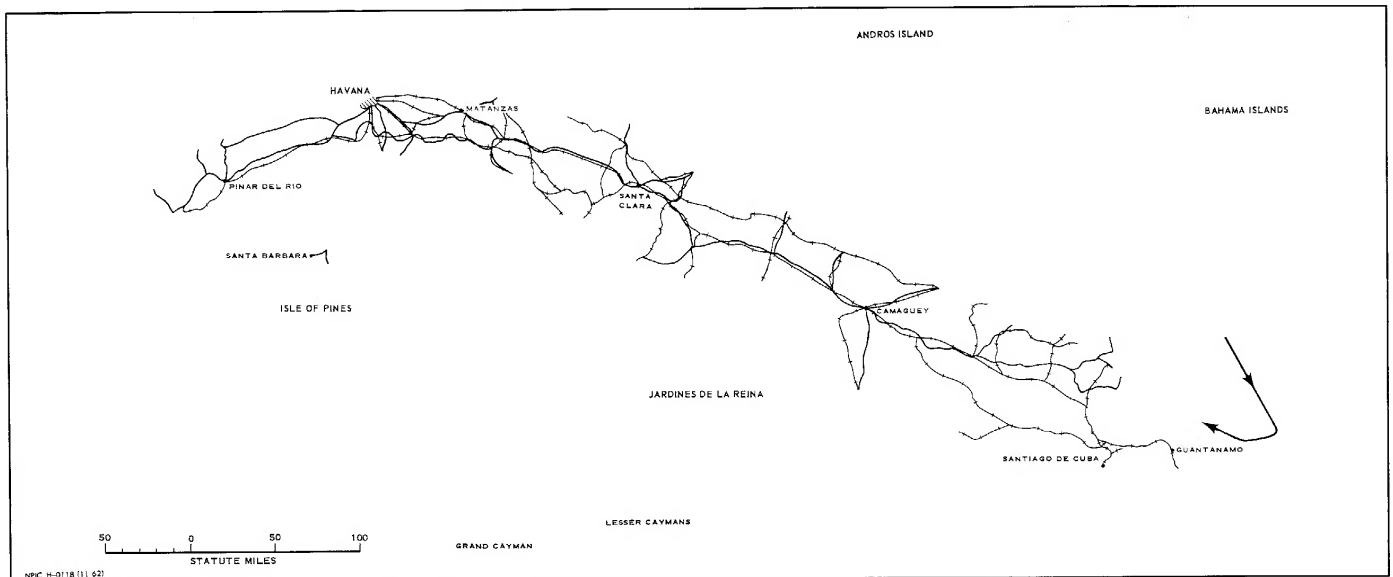 ANDROS ISLAND
HAVANA
MATANZAS
BAHAMA ISLANDS
PINAR DEL RIO
SANTA
CLARA
SANTA BARBARA
ISLE OF PINES
CAMAGUEY
JARDINES DE LA REINA
GUANTANAMO
SANTIAGO DE CUBA
LESSER CAYMANS
50 0 50 100
GRAND CAYMAN
STATUTE MILES
NPIC H-0118 (11/62)